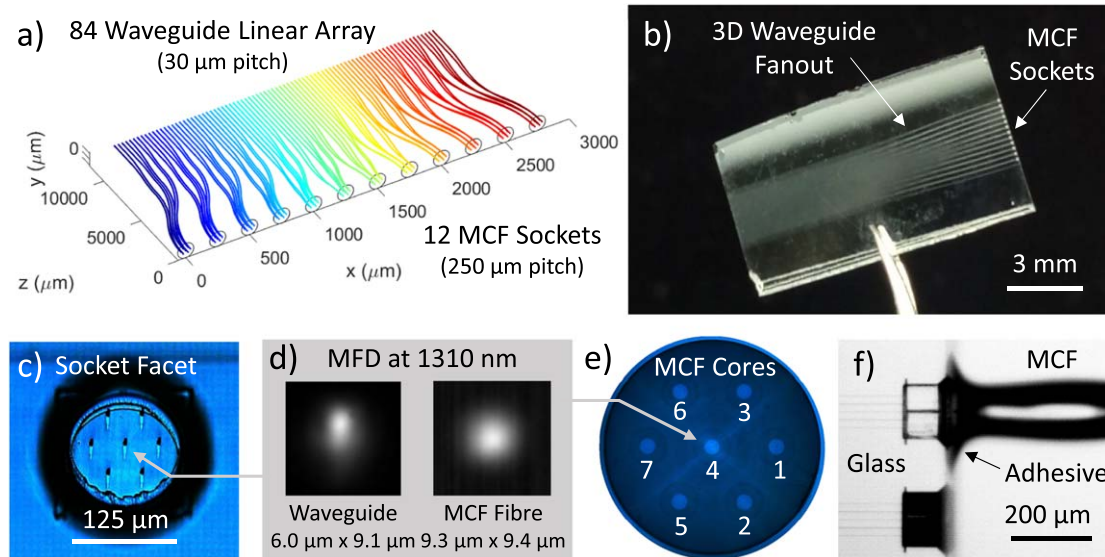 a) 84 Waveguide Linear Array
(30 μm pitch)
0
y (μm)
10000
5000
0
z (μm)
0
500
1000
1500
2000
2500
3000
x (μm)
12 MCF Sockets
(250 μm pitch)
b)
3D Waveguide
Fanout
MCF
Sockets
3 mm
c) Socket Facet
125 μm
d) MFD at 1310 nm
Waveguide
6.0 μm x 9.1 μm
MCF Fibre
9.3 μm x 9.4 μm
e)
MCF Cores
6
3
7
4
1
5
2
f)
MCF
Glass
Adhesive
200 μm